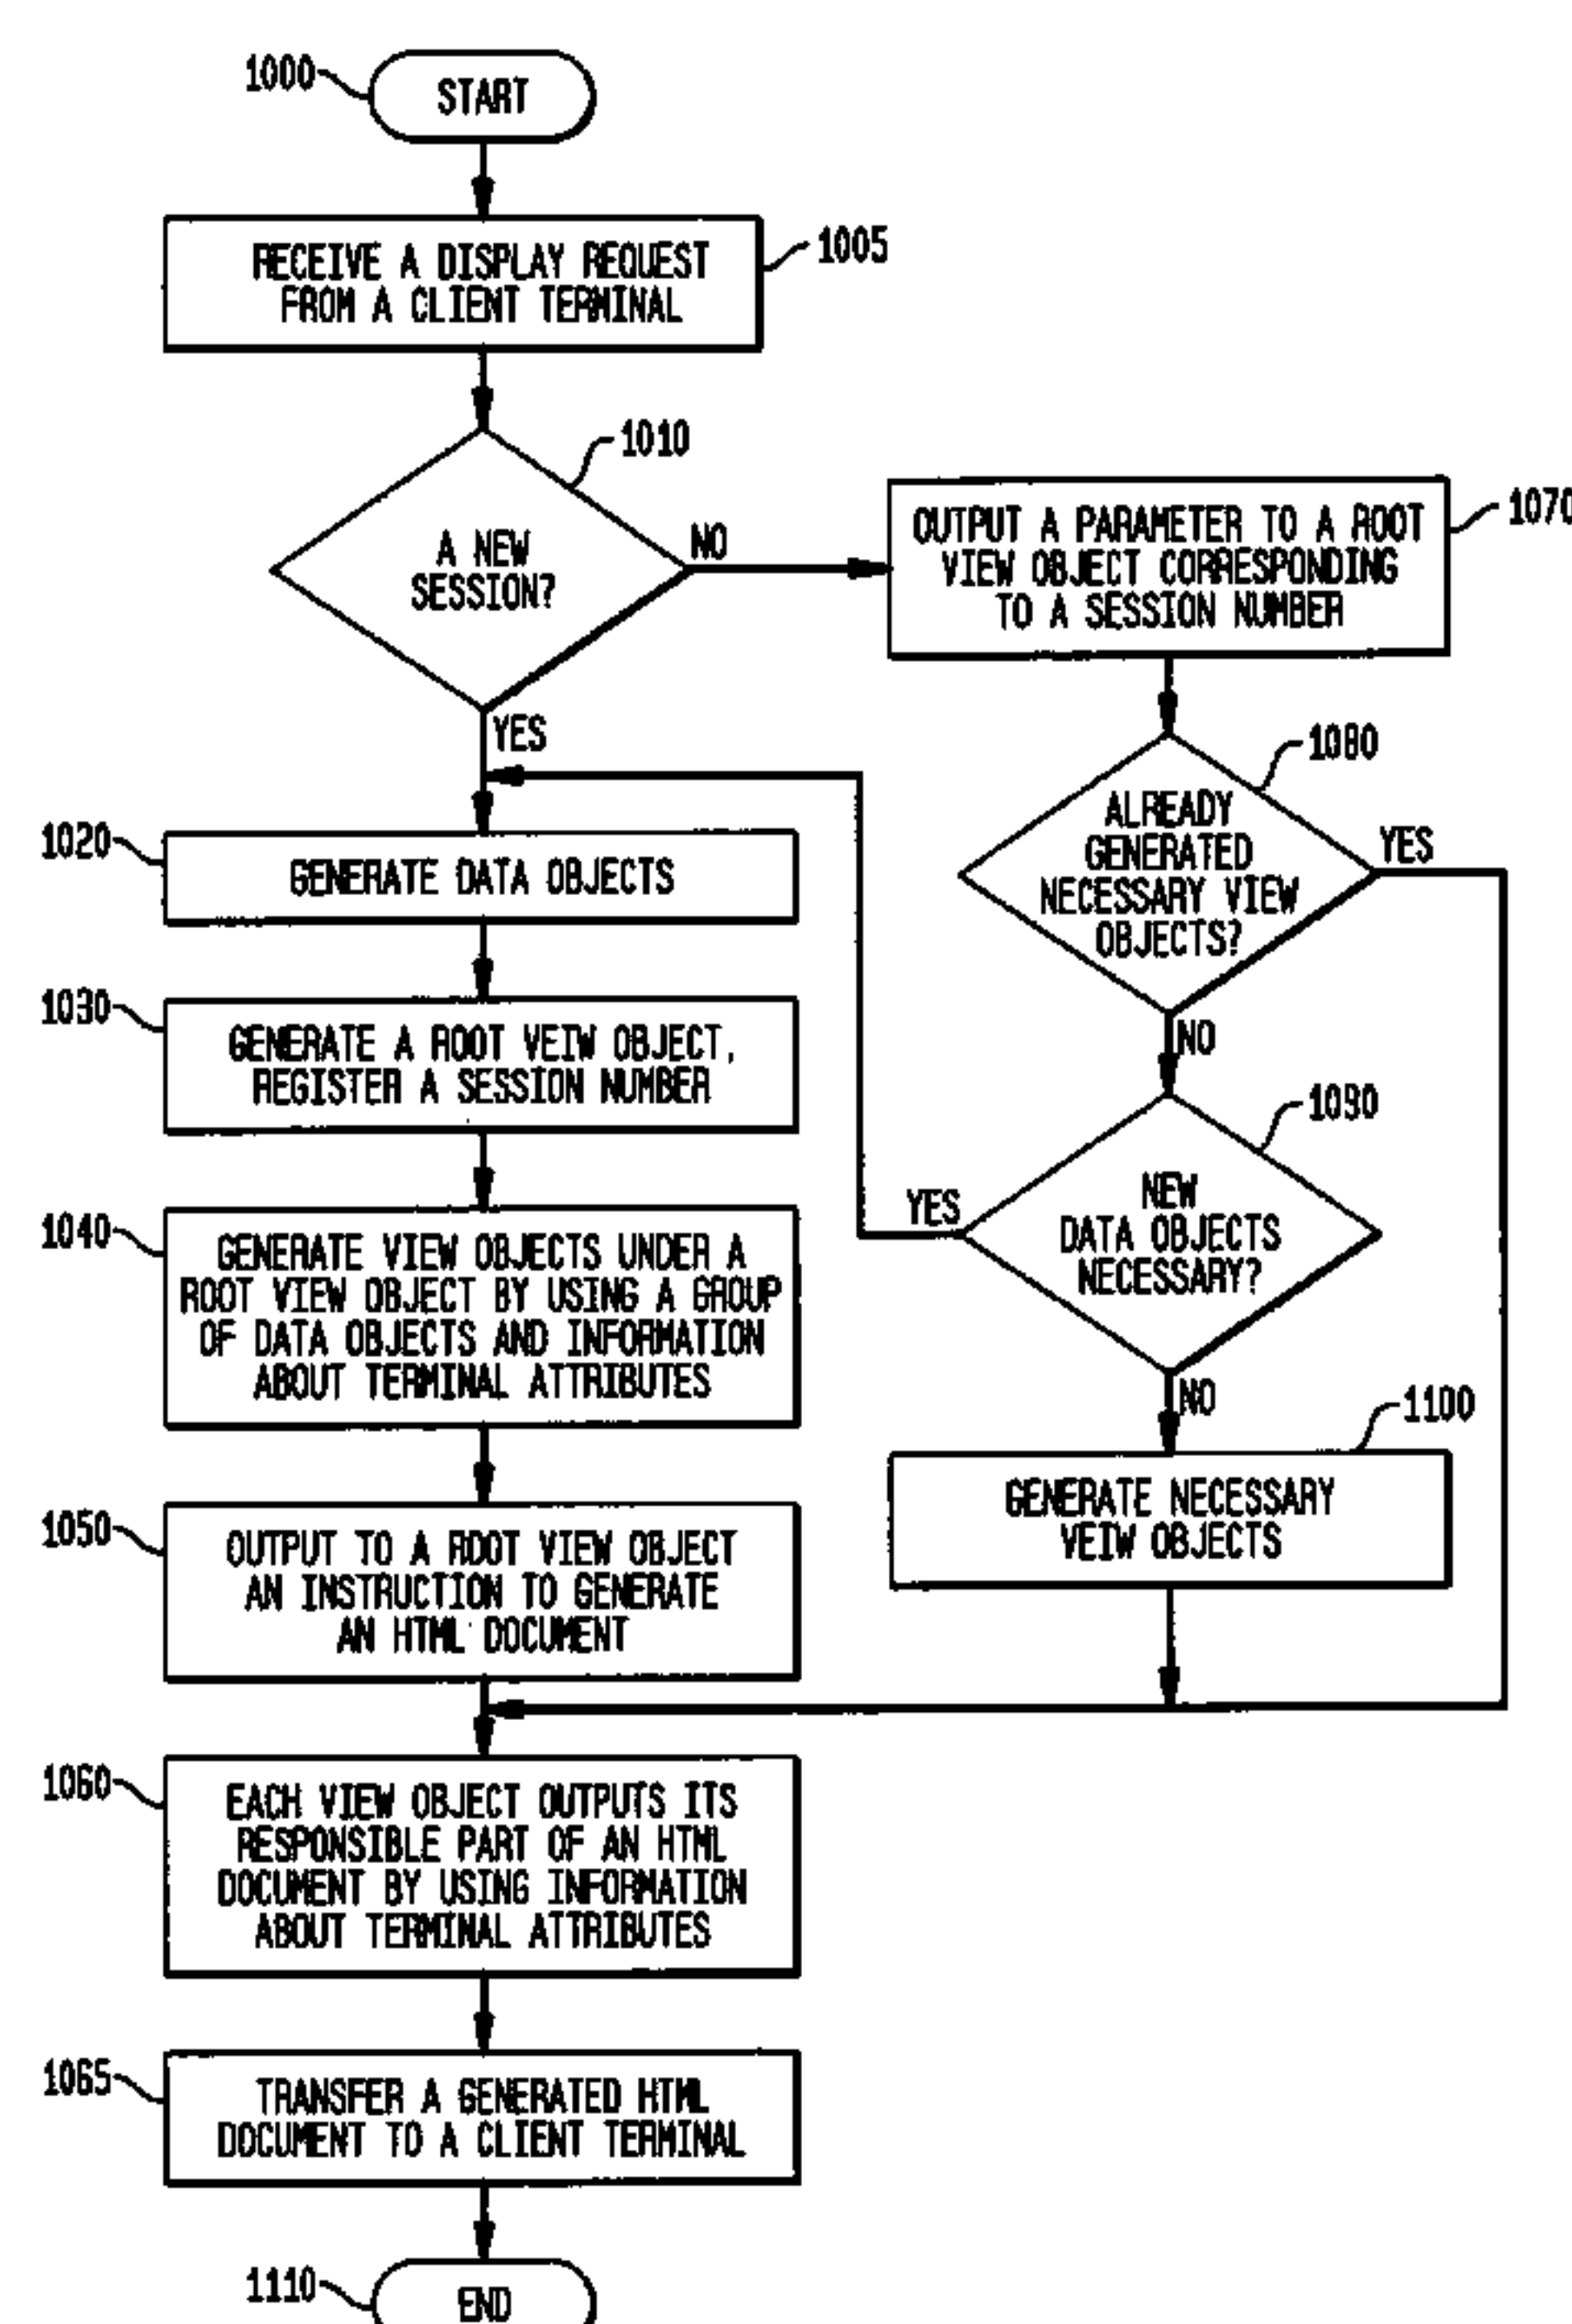 1000
START
RECEIVE A DISPLAY REQUEST
FROM A CLIENT TERMINAL
1005
1010
A NEW
SESSION?
NO
YES
OUTPUT A PARAMETER TO A ROOT
VIEW OBJECT CORRESPONDING
TO A SESSION NUMBER
1070
1080
ALREADY
GENERATED
NECESSARY VIEW
OBJECTS?
YES
NO
1020
GENERATE DATA OBJECTS
1030
GENERATE A ROOT VEIW OBJECT,
REGISTER A SESSION NUMBER
1090
NEW
DATA OBJECTS
NECESSARY?
YES
NO
1040
GENERATE VIEW OBJECTS UNDER A
ROOT VIEW OBJECT BY USING A GROUP
OF DATA OBJECTS AND INFORMATION
ABOUT TERMINAL ATTRIBUTES
1100
GENERATE NECESSARY
VEIW OBJECTS
1050
OUTPUT TO A ROOT VIEW OBJECT
AN INSTRUCTION TO GENERATE
AN HTML DOCUMENT
1060
EACH VIEW OBJECT OUTPUTS ITS
RESPONSIBLE PART OF AN HTML
DOCUMENT BY USING INFORMATION
ABOUT TERMINAL ATTRIBUTES
1065
TRANSFER A GENERATED HTML
DOCUMENT TO A CLIENT TERMINAL
1110
END